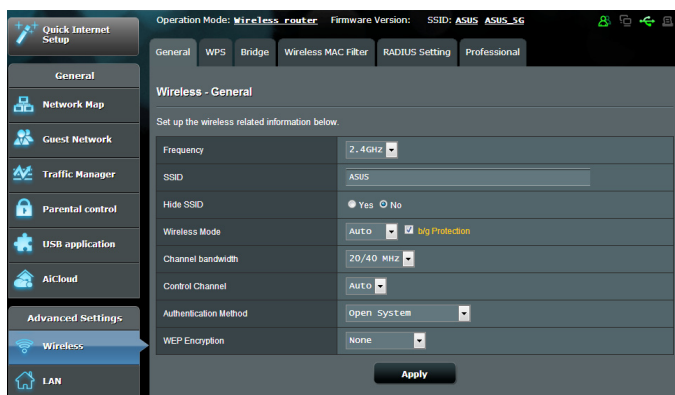 Quick Internet
Setup
Operation Mode: Wireless router Firmware Version: SSID: ASUS ASUS_5G
General WPS Bridge Wireless MAC Filter RADIUS Setting Professional
General
Network Map
Guest Network
Traffic Manager
Parental control
USB application
AiCloud
Advanced Settings
Wireless
LAN
Wireless - General
Set up the wireless related information below.
Frequency 2.4GHz
SSID ASUS
Hide SSID Yes No
Wireless Mode Auto b/g Protection
Channel bandwidth 20/40 MHz
Control Channel Auto
Authentication Method Open System
WEP Encryption None
Apply